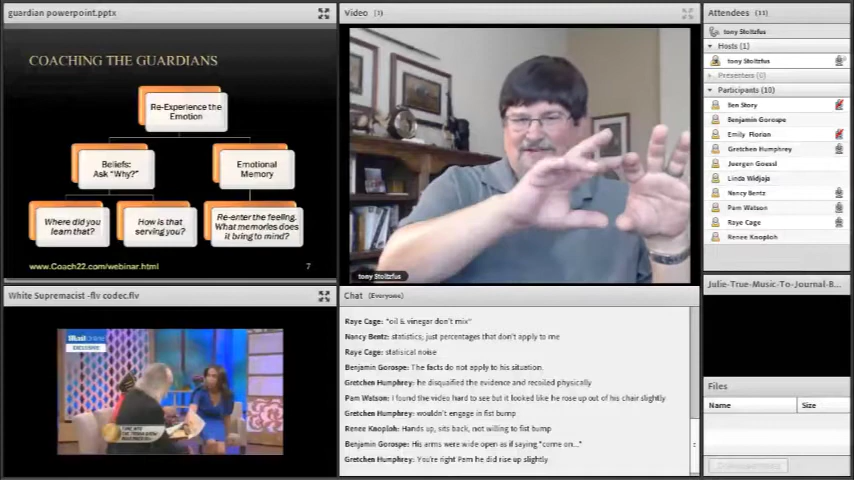 guardian powerpoint.pptx
COACHING THE GUARDIANS
Re-Experience the
Emotion
Beliefs:
Ask "Why?"
Emotional
Memory
Where did you
learn that?
How is that
serving you?
Re-enter the feeling.
What memories does
it bring to mind?
www.Coach22.com/webinar.html
7
Video (1)
tony Stoltzfus
Attendees (11)
tony Stoltzfus
Hosts (1)
tony Stoltzfus
Presenters (0)
Participants (10)
Ben Story
Benjamin Gorospe
Emily Florian
Gretchen Humphrey
Juergen Goessl
Linda Widjaja
Nancy Bentz
Pam Watson
Raye Cage
Renee Knoploh
White Supremacist -flv codec.flv
EXCLUSIVE
Chat (Everyone)
Raye Cage: "oil & vinegar don't mix"
Nancy Bentz: statistics; just percentages that don't apply to me
Raye Cage: statisical noise
Benjamin Gorospe: The facts do not apply to his situation.
Gretchen Humphrey: he disqualified the evidence and recoiled physically
Pam Watson: I found the video hard to see but it looked like he rose up out of his chair slightly
Gretchen Humphrey: wouldn't engage in fist bump
Renee Knoploh: Hands up, sits back, not willing to fist bump
Benjamin Gorospe: His arms were wide open as if saying "come on..."
Gretchen Humphrey: You're right Pam he did rise up slightly
Julie-True-Music-To-Journal-B...
Files
Name
Size